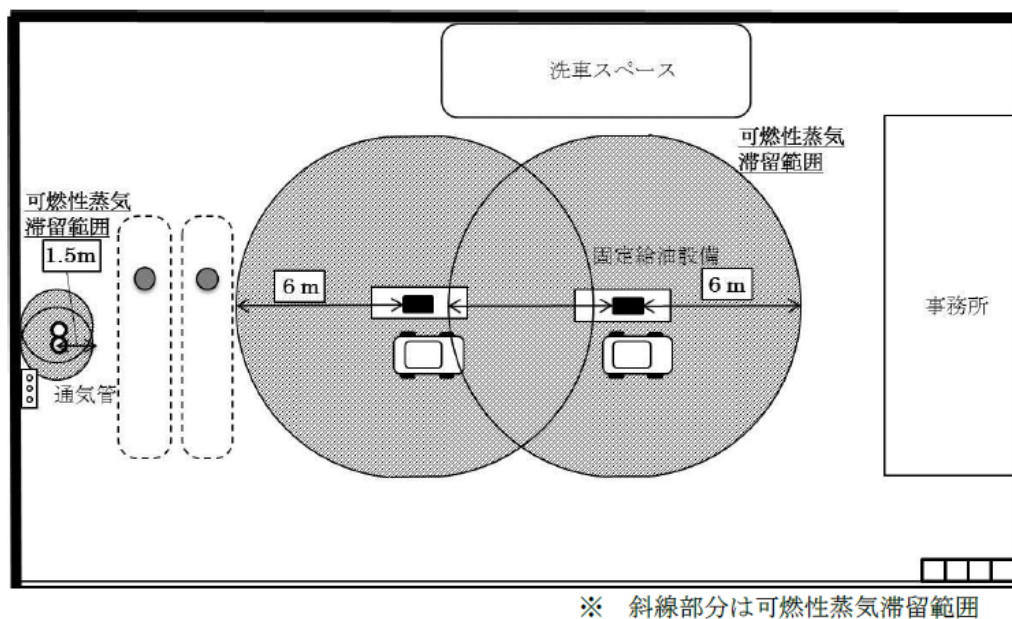 洗車スペース
可燃性蒸気
滞留範囲
可燃性蒸気
滞留範囲
1.5m
固定給油設備
6 m
6 m
事務所
通気管
※ 斜線部分は可燃性蒸気滞留範囲